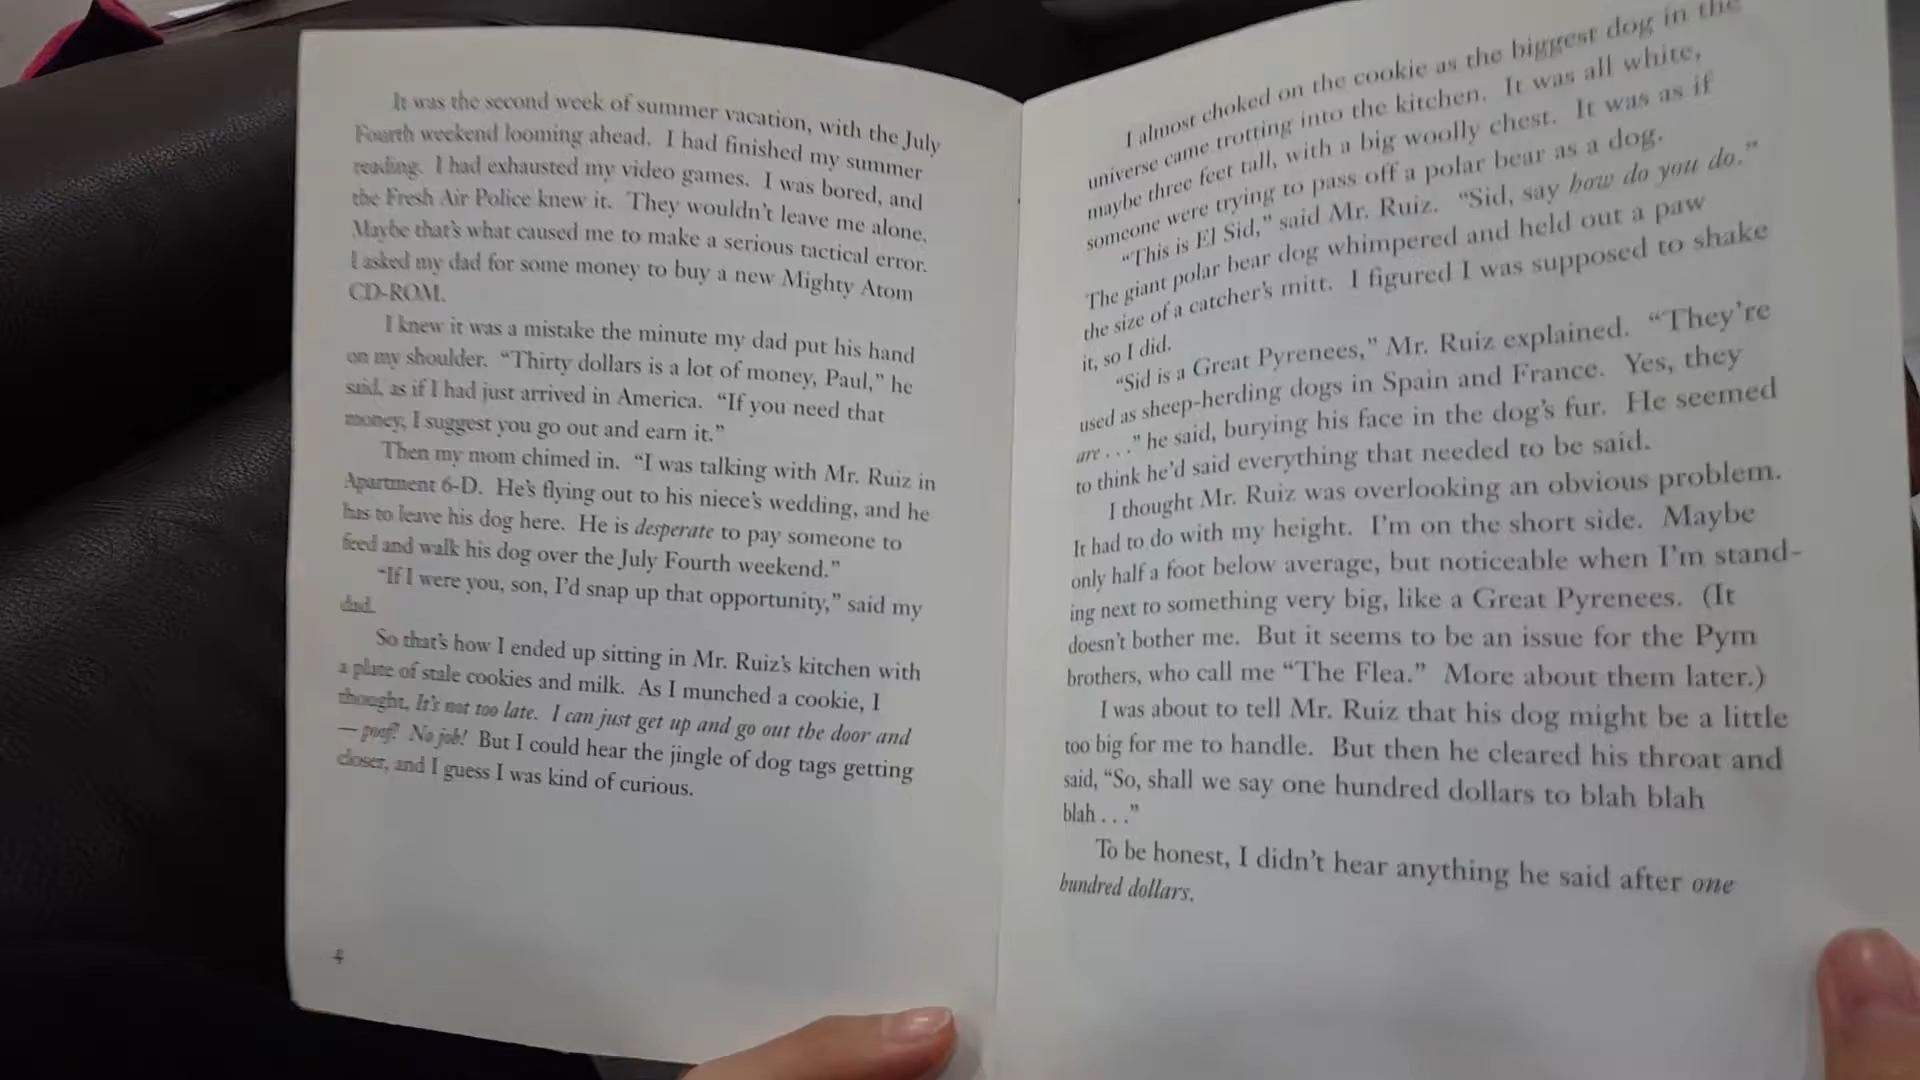 It was the second week of summer vacation, with the July
Fourth weekend looming ahead. I had finished my summer
reading. I had exhausted my video games. I was bored, and
the Fresh Air Police knew it. They wouldn't leave me alone.
Maybe that's what caused me to make a serious tactical error.
I asked my dad for some money to buy a new Mighty Atom
CD-ROM.
I knew it was a mistake the minute my dad put his hand
on my shoulder. “Thirty dollars is a lot of money, Paul,” he
said, as if I had just arrived in America. “If you need that
money, I suggest you go out and earn it.”
Then my mom chimed in. “I was talking with Mr. Ruiz in
Apartment 6-D. He's flying out to his niece's wedding, and he
has to leave his dog here. He is desperate to pay someone to
feed and walk his dog over the July Fourth weekend.”
“If I were you, son, I'd snap up that opportunity,” said my
dad.
So that's how I ended up sitting in Mr. Ruiz's kitchen with
a plate of stale cookies and milk. As I munched a cookie, I
thought, It's not too late. I can just get up and go out the door and
— poof! No job! But I could hear the jingle of dog tags getting
closer, and I guess I was kind of curious.
4
I almost choked on the cookie as the biggest dog in the
universe came trotting into the kitchen. It was all white,
maybe three feet tall, with a big woolly chest. It was as if
someone were trying to pass off a polar bear as a dog.
“This is El Sid,” said Mr. Ruiz. “Sid, say how do you do.”
The giant polar bear dog whimpered and held out a paw
the size of a catcher's mitt. I figured I was supposed to shake
it, so I did.
“Sid is a Great Pyrenees,” Mr. Ruiz explained. “They're
used as sheep-herding dogs in Spain and France. Yes, they
are . . .” he said, burying his face in the dog's fur. He seemed
to think he'd said everything that needed to be said.
I thought Mr. Ruiz was overlooking an obvious problem.
It had to do with my height. I'm on the short side. Maybe
only half a foot below average, but noticeable when I'm stand-
ing next to something very big, like a Great Pyrenees. (It
doesn't bother me. But it seems to be an issue for the Pym
brothers, who call me “The Flea.” More about them later.)
I was about to tell Mr. Ruiz that his dog might be a little
too big for me to handle. But then he cleared his throat and
said, “So, shall we say one hundred dollars to blah blah
blah . . .”
To be honest, I didn't hear anything he said after one
hundred dollars.